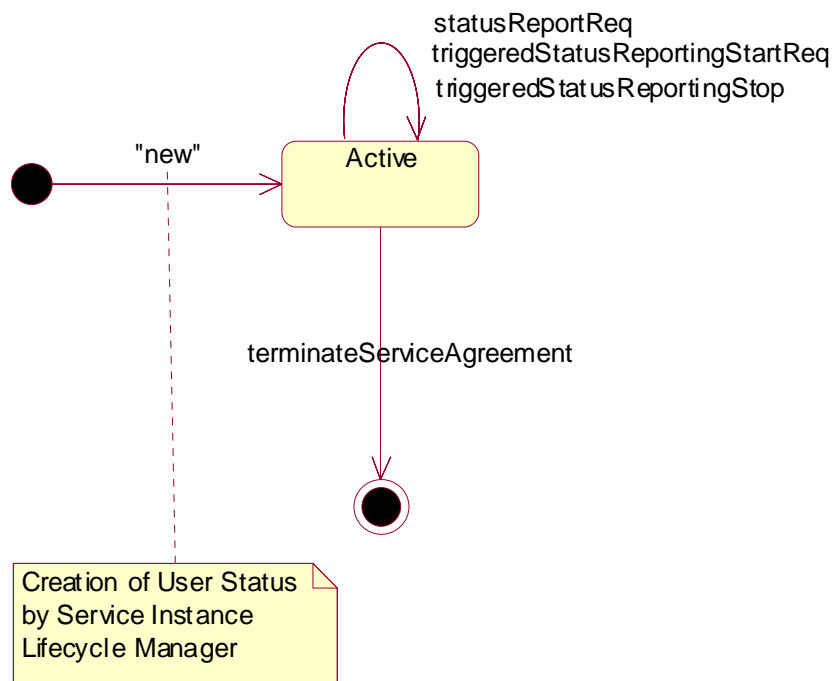 statusReportReq
triggeredStatusReportingStartReq
triggeredStatusReportingStop
"new"
Active
terminateServiceAgreement
Creation of User Status
by Service Instance
Lifecycle Manager